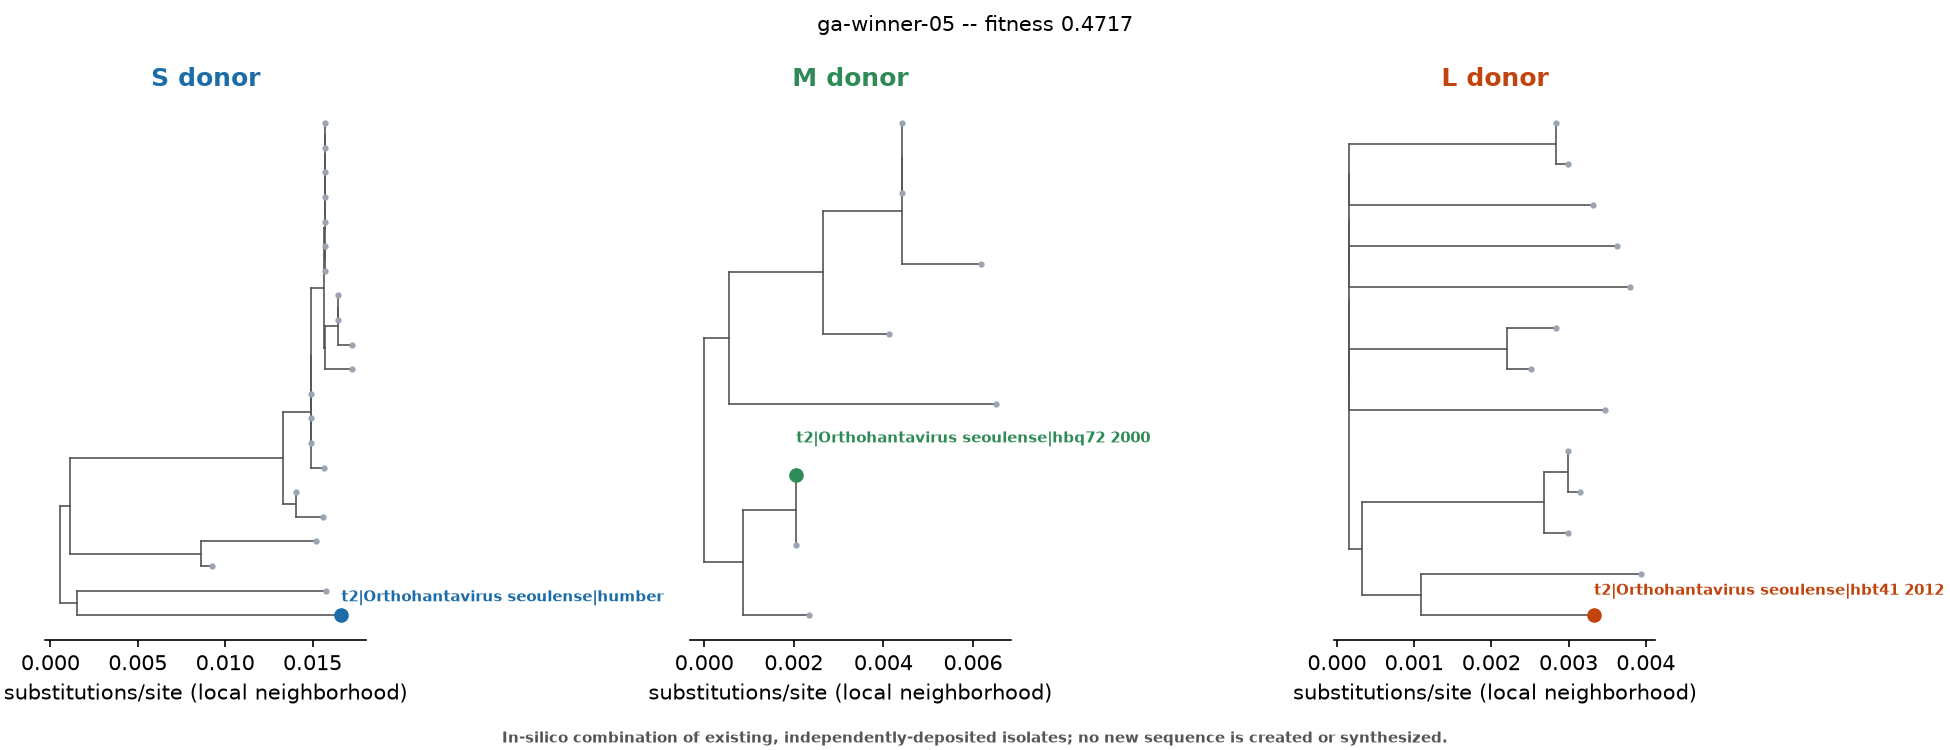 ga-winner-05 -- fitness 0.4717
S donor
M donor
L donor
t2|Orthohantavirus seoulense|hbq72 2000
t2|Orthohantavirus seoulense|humber
t2|Orthohantavirus seoulense|hbt41 2012
0.000 0.005 0.010 0.015
substitutions/site (local neighborhood)
0.000 0.002 0.004 0.006
substitutions/site (local neighborhood)
0.000 0.001 0.002 0.003 0.004
substitutions/site (local neighborhood)
In-silico combination of existing, independently-deposited isolates; no new sequence is created or synthesized.